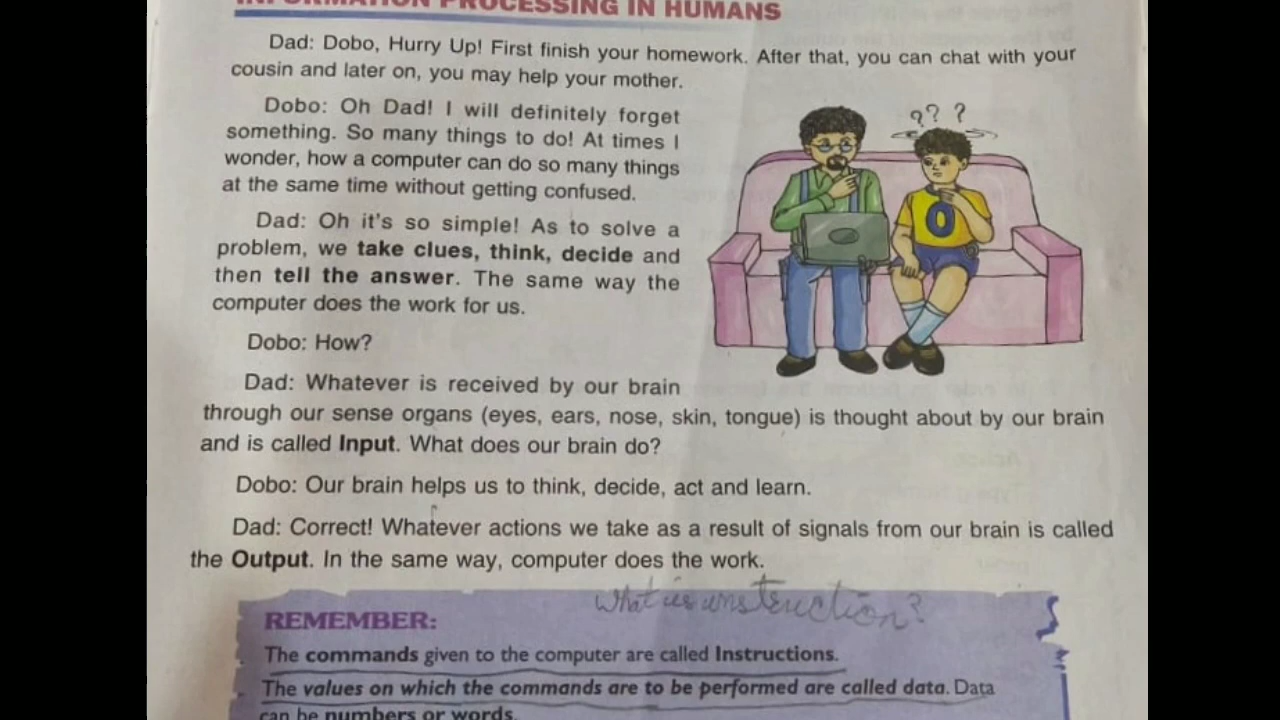 INFORMATION PROCESSING IN HUMANS
Dad: Dobo, Hurry Up! First finish your homework. After that, you can chat with your
cousin and later on, you may help your mother.
Dobo: Oh Dad! I will definitely forget
something. So many things to do! At times I
wonder, how a computer can do so many things
at the same time without getting confused.
Dad: Oh it's so simple! As to solve a
problem, we take clues, think, decide and
then tell the answer. The same way the
computer does the work for us.
Dobo: How?
Dad: Whatever is received by our brain
through our sense organs (eyes, ears, nose, skin, tongue) is thought about by our brain
and is called Input. What does our brain do?
Dobo: Our brain helps us to think, decide, act and learn.
Dad: Correct! Whatever actions we take as a result of signals from our brain is called
the Output. In the same way, computer does the work.
?? ?
O
What is instruction?
REMEMBER:
The commands given to the computer are called Instructions.
The values on which the commands are to be performed are called data. Data
can be numbers or words.